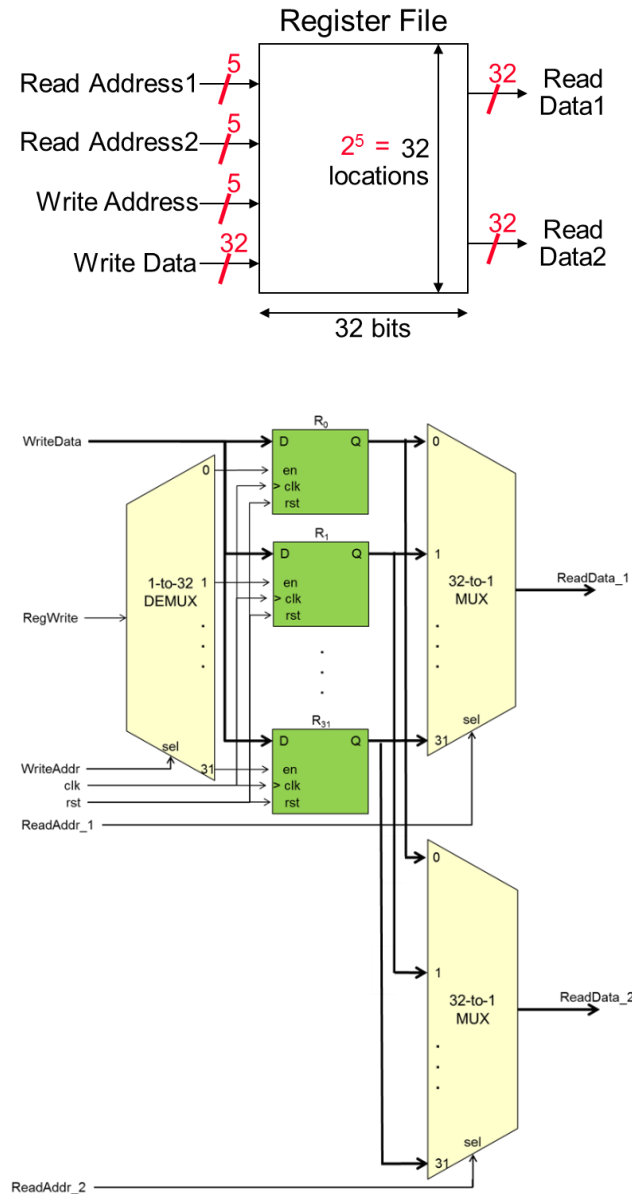 Register File
Read Address1
5
32
Read
Data1
Read Address2
5
2⁵ = 32
locations
Write Address
5
Write Data
32
32
Read
Data2
32 bits
R₀
WriteData
D
Q
0
0
en
> clk
rst
R₁
D
Q
1
1-to-32
DEMUX
1
en
> clk
rst
32-to-1
MUX
ReadData_1
RegWrite
.
.
.
.
.
.
.
.
.
R₃₁
D
Q
31
sel
sel
WriteAddr
31
en
clk
> clk
rst
rst
ReadAddr_1
0
1
32-to-1
MUX
ReadData_2
.
.
.
sel
31
ReadAddr_2